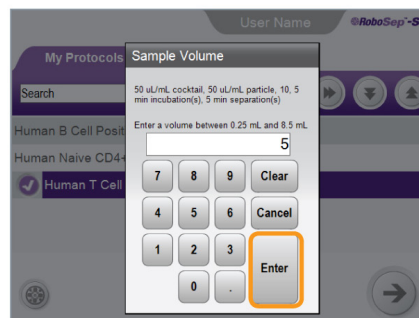 User Name
RoboSep-S
My Protocols
Sample Volume
Search
50 uL/mL cocktail, 50 uL/mL particle, 10, 5
min incubation(s), 5 min separation(s)
Enter a volume between 0.25 mL and 8.5 mL
5
Human B Cell Posit
Human Naive CD4+
Human T Cell
7 8 9 Clear
4 5 6 Cancel
1 2 3
Enter
0 .